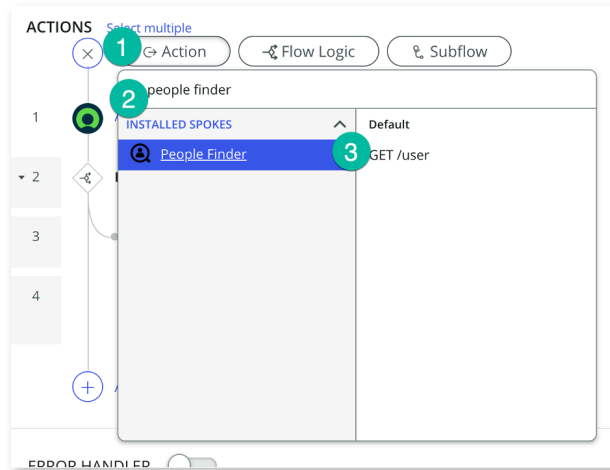 ACTIONS Select multiple
1 Action Flow Logic Subflow
people finder
2
INSTALLED SPOKES Default
1
People Finder 3 GET /user
2
3
4
ERROR HANDLER